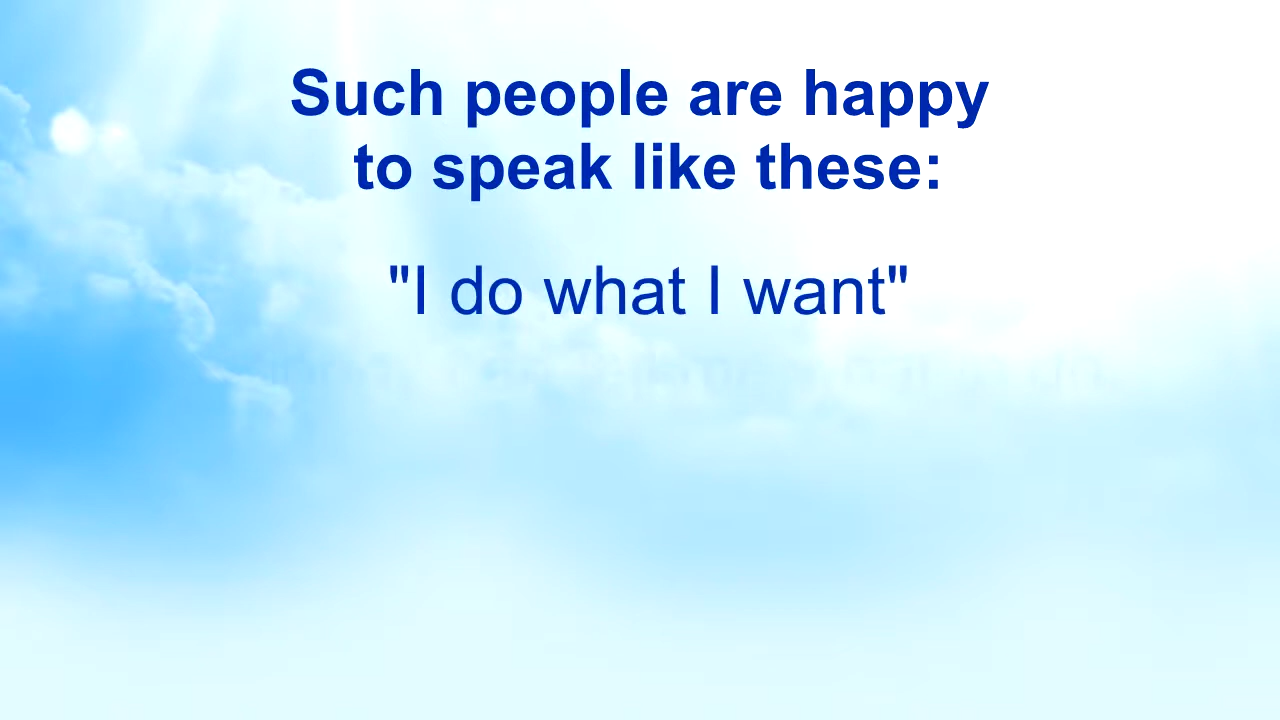 Such people are happy
to speak like these:
"I do what I want"